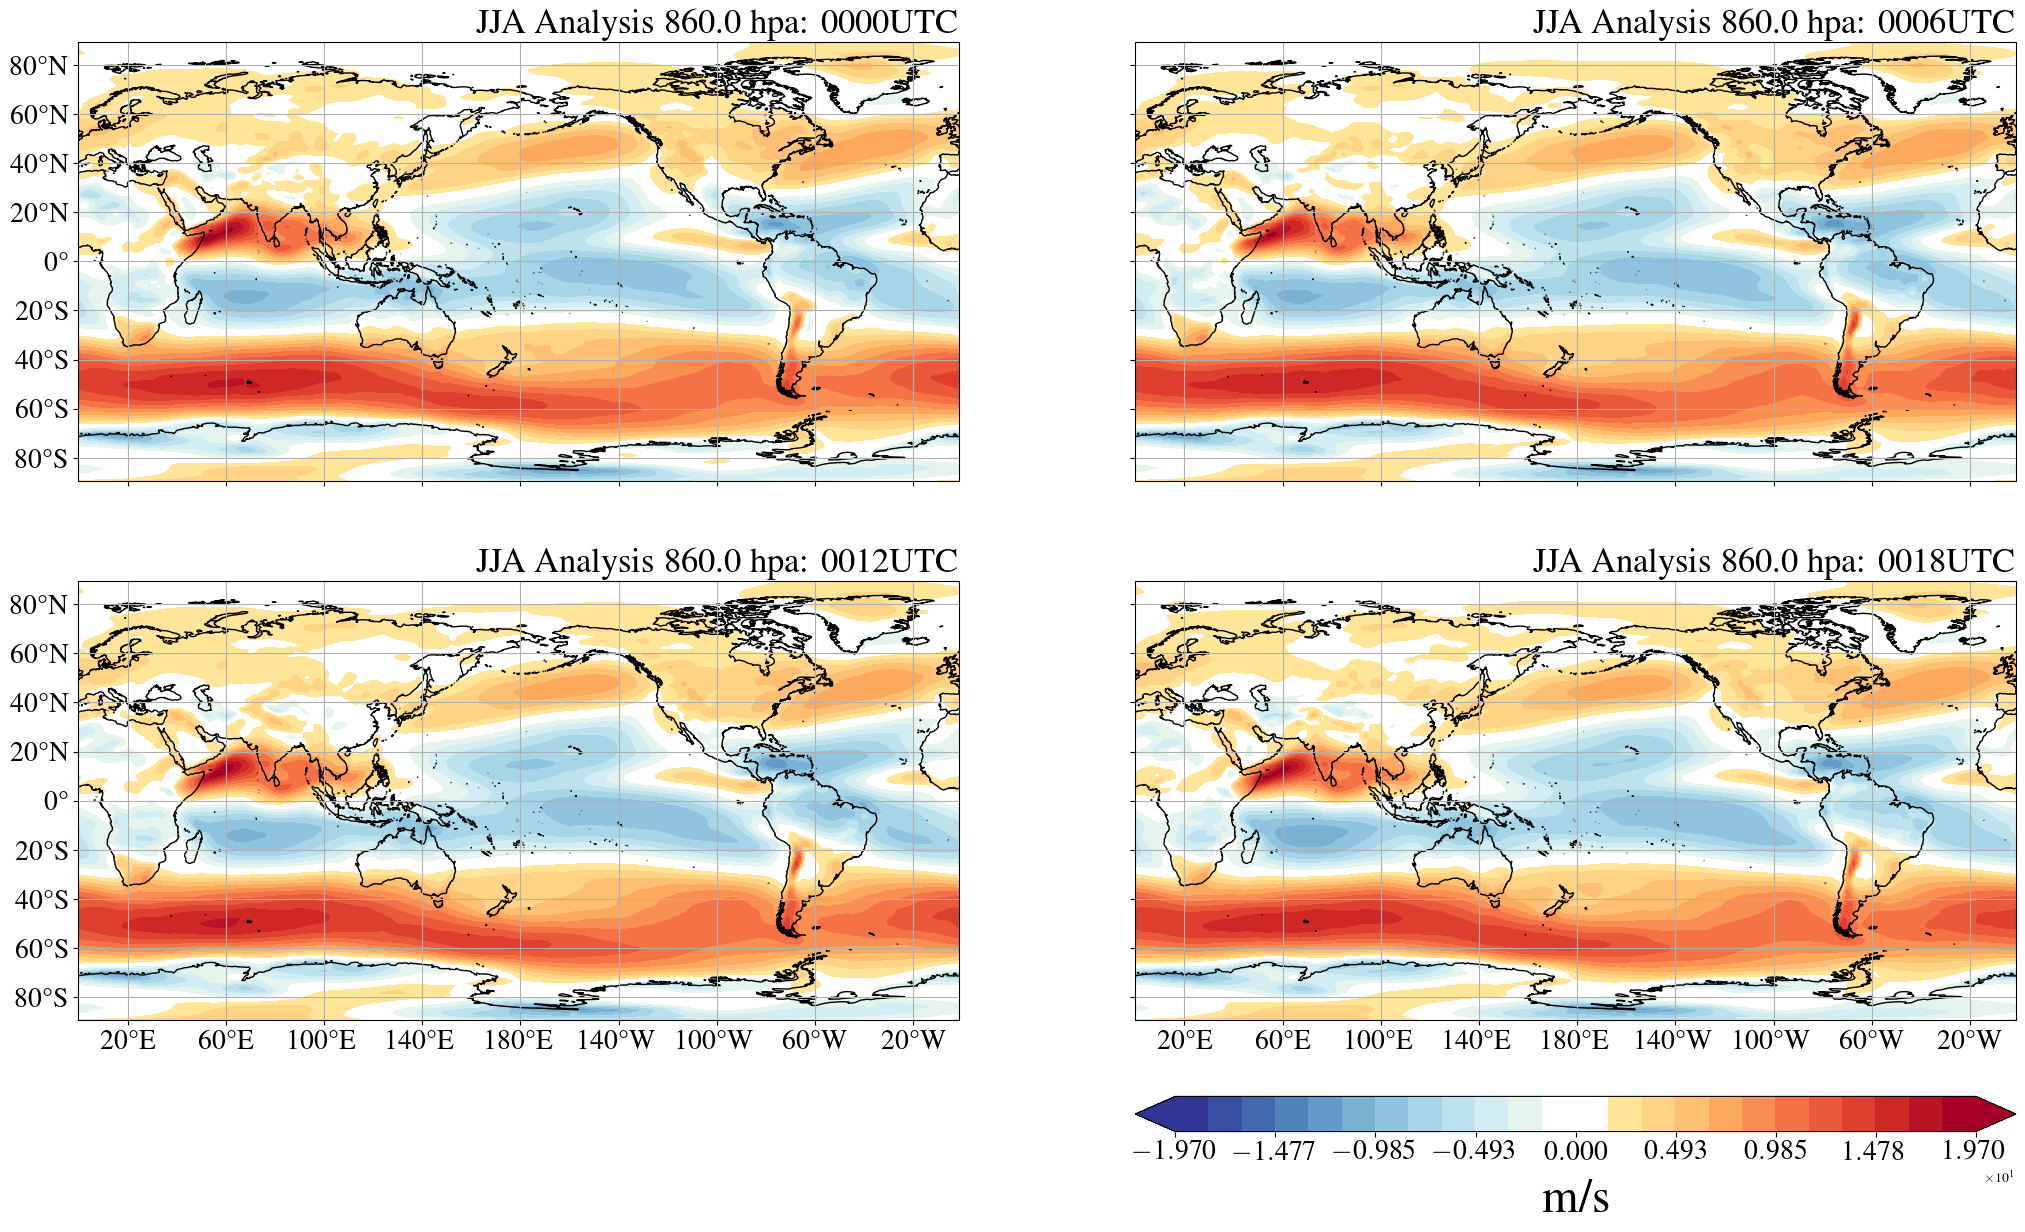 JJA Analysis 860.0 hpa: 0000UTC
JJA Analysis 860.0 hpa: 0006UTC
80°N
60°N
40°N
20°N
0°
20°S
40°S
60°S
80°S
JJA Analysis 860.0 hpa: 0012UTC
JJA Analysis 860.0 hpa: 0018UTC
80°N
60°N
40°N
20°N
0°
20°S
40°S
60°S
80°S
20°E 60°E 100°E 140°E 180°E 140°W 100°W 60°W 20°W
20°E 60°E 100°E 140°E 180°E 140°W 100°W 60°W 20°W
−1.970 −1.477 −0.985 −0.493 0.000 0.493 0.985 1.478 1.970
×10¹
m/s